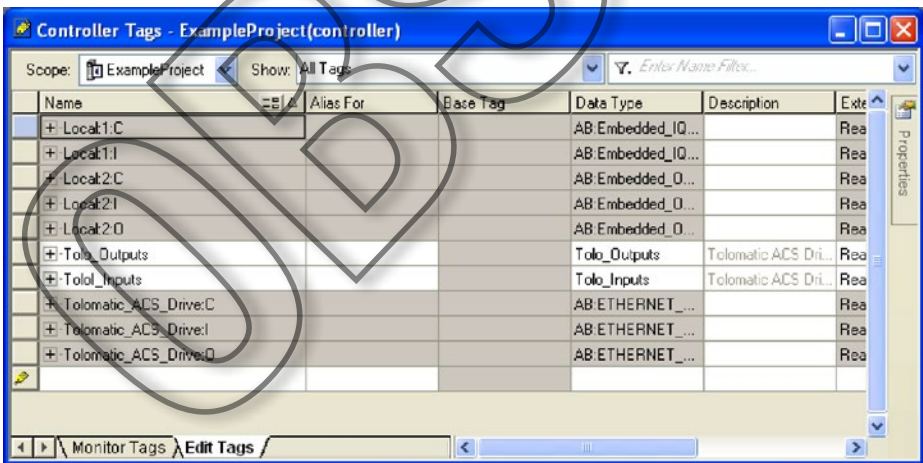 Controller Tags - ExampleProject(controller)
Scope: ExampleProject Show: All Tags Enter Name Filter...
Name Alias For Base Tag Data Type Description Exte
Local:1:C AB:Embedded_IQ... Rea
Local:1:I AB:Embedded_IQ... Rea
Local:2:C AB:Embedded_O... Rea
Local:2:I AB:Embedded_O... Rea
Local:2:O AB:Embedded_O... Rea
Tolo_Outputs Tolo_Outputs Tolomatic ACS Dri... Rea
Tolol_Inputs Tolo_Inputs Tolomatic ACS Dri... Rea
Tolomatic_ACS_Drive:C AB:ETHERNET_... Rea
Tolomatic_ACS_Drive:I AB:ETHERNET_... Rea
Tolomatic_ACS_Drive:O AB:ETHERNET_... Rea
Properties
Monitor Tags Edit Tags